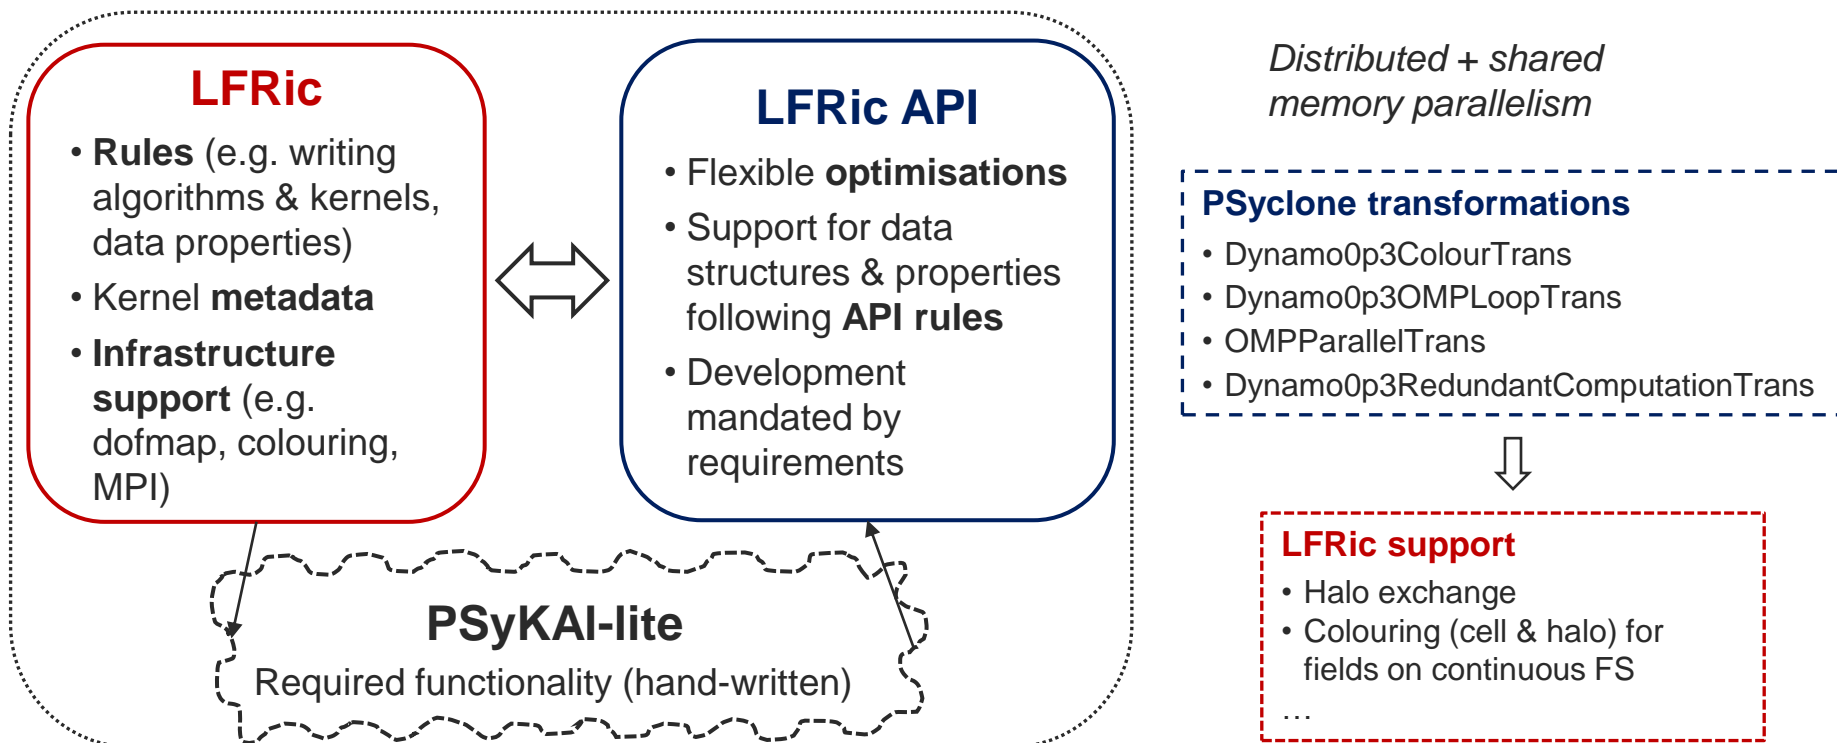 LFRic
• Rules (e.g. writing
algorithms & kernels,
data properties)
• Kernel metadata
• Infrastructure
support (e.g.
dofmap, colouring,
MPI)
LFRic API
• Flexible optimisations
• Support for data
structures & properties
following API rules
• Development
mandated by
requirements
PSyKAl-lite
Required functionality (hand-written)
Distributed + shared
memory parallelism
PSyclone transformations
• Dynamo0p3ColourTrans
• Dynamo0p3OMPLoopTrans
• OMPParallelTrans
• Dynamo0p3RedundantComputationTrans
LFRic support
• Halo exchange
• Colouring (cell & halo) for
fields on continuous FS
…